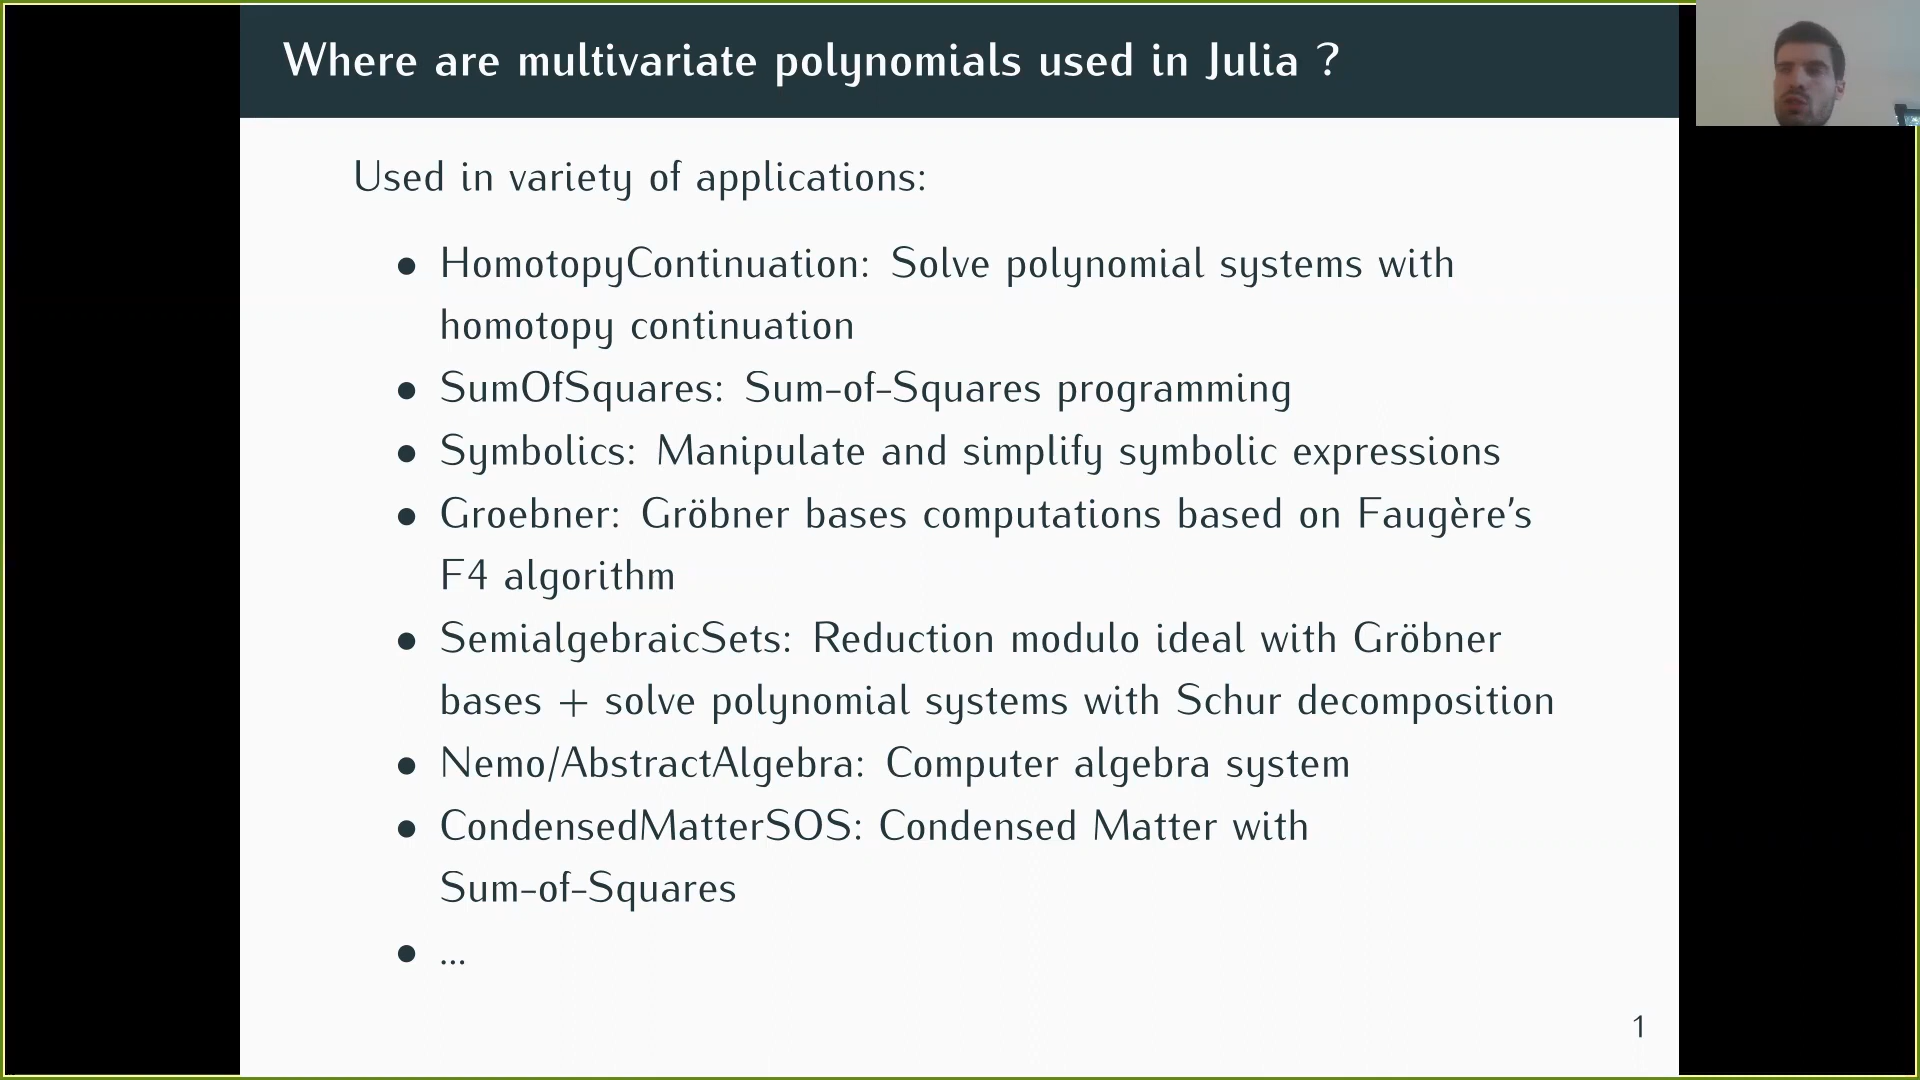 Where are multivariate polynomials used in Julia ?
Used in variety of applications:
• HomotopyContinuation: Solve polynomial systems with
homotopy continuation
• SumOfSquares: Sum-of-Squares programming
• Symbolics: Manipulate and simplify symbolic expressions
• Groebner: Gröbner bases computations based on Faugère's
F4 algorithm
• SemialgebraicSets: Reduction modulo ideal with Gröbner
bases + solve polynomial systems with Schur decomposition
• Nemo/AbstractAlgebra: Computer algebra system
• CondensedMatterSOS: Condensed Matter with
Sum-of-Squares
• ...
1